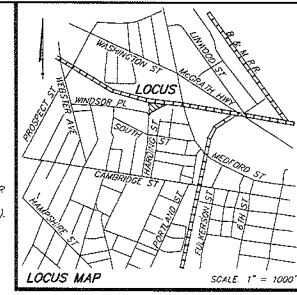 WASHINGTON ST
LINWOOD ST
B & M RR
McGRATH HWY
LOCUS
PROSPECT ST
WEBSTER AVE
WINDSOR PL
SOUTH ST
HARDING ST
MEDFORD ST
CAMBRIDGE ST
HAMPSHIRE ST
PORTLAND ST
FULKERSON ST
6TH ST
LOCUS MAP
SCALE: 1" = 1000'